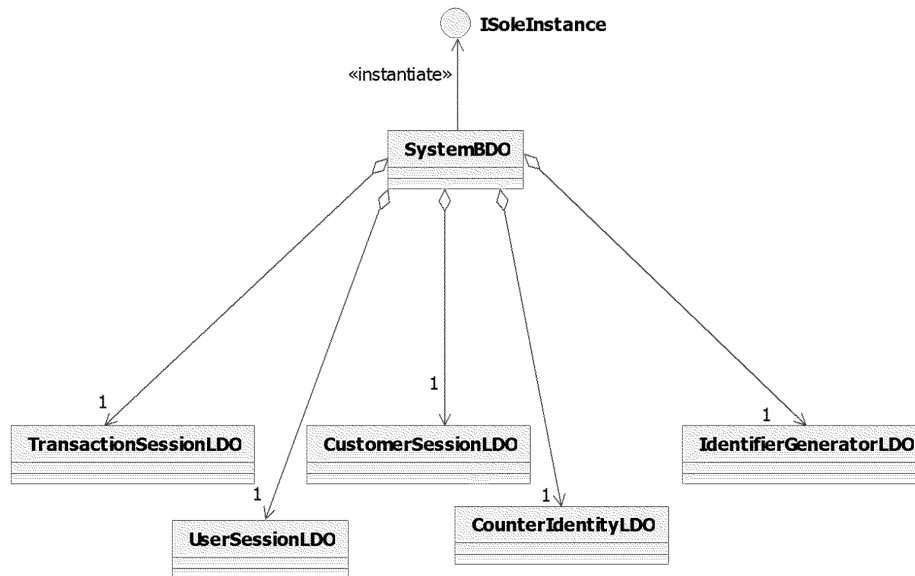 ISoleInstance
«instantiate»
SystemBDO
1
TransactionSessionLDO
1
CustomerSessionLDO
1
IdentifierGeneratorLDO
1
UserSessionLDO
1
CounterIdentityLDO